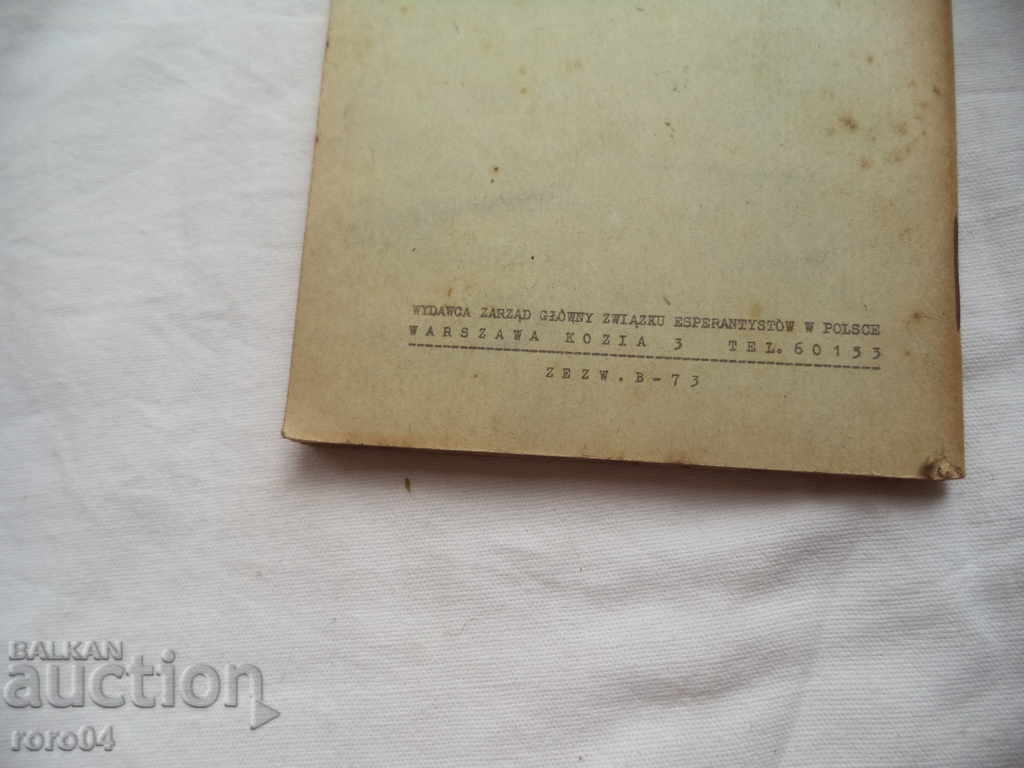 WYDAWCA ZARZĄD GŁÓWNY ZWIĄZKU ESPERANTYSTÓW W POLSCE
WARSZAWA KOZIA 3 TEL. 60133
ZEZW. B-73
BALKAN
auction
roro04